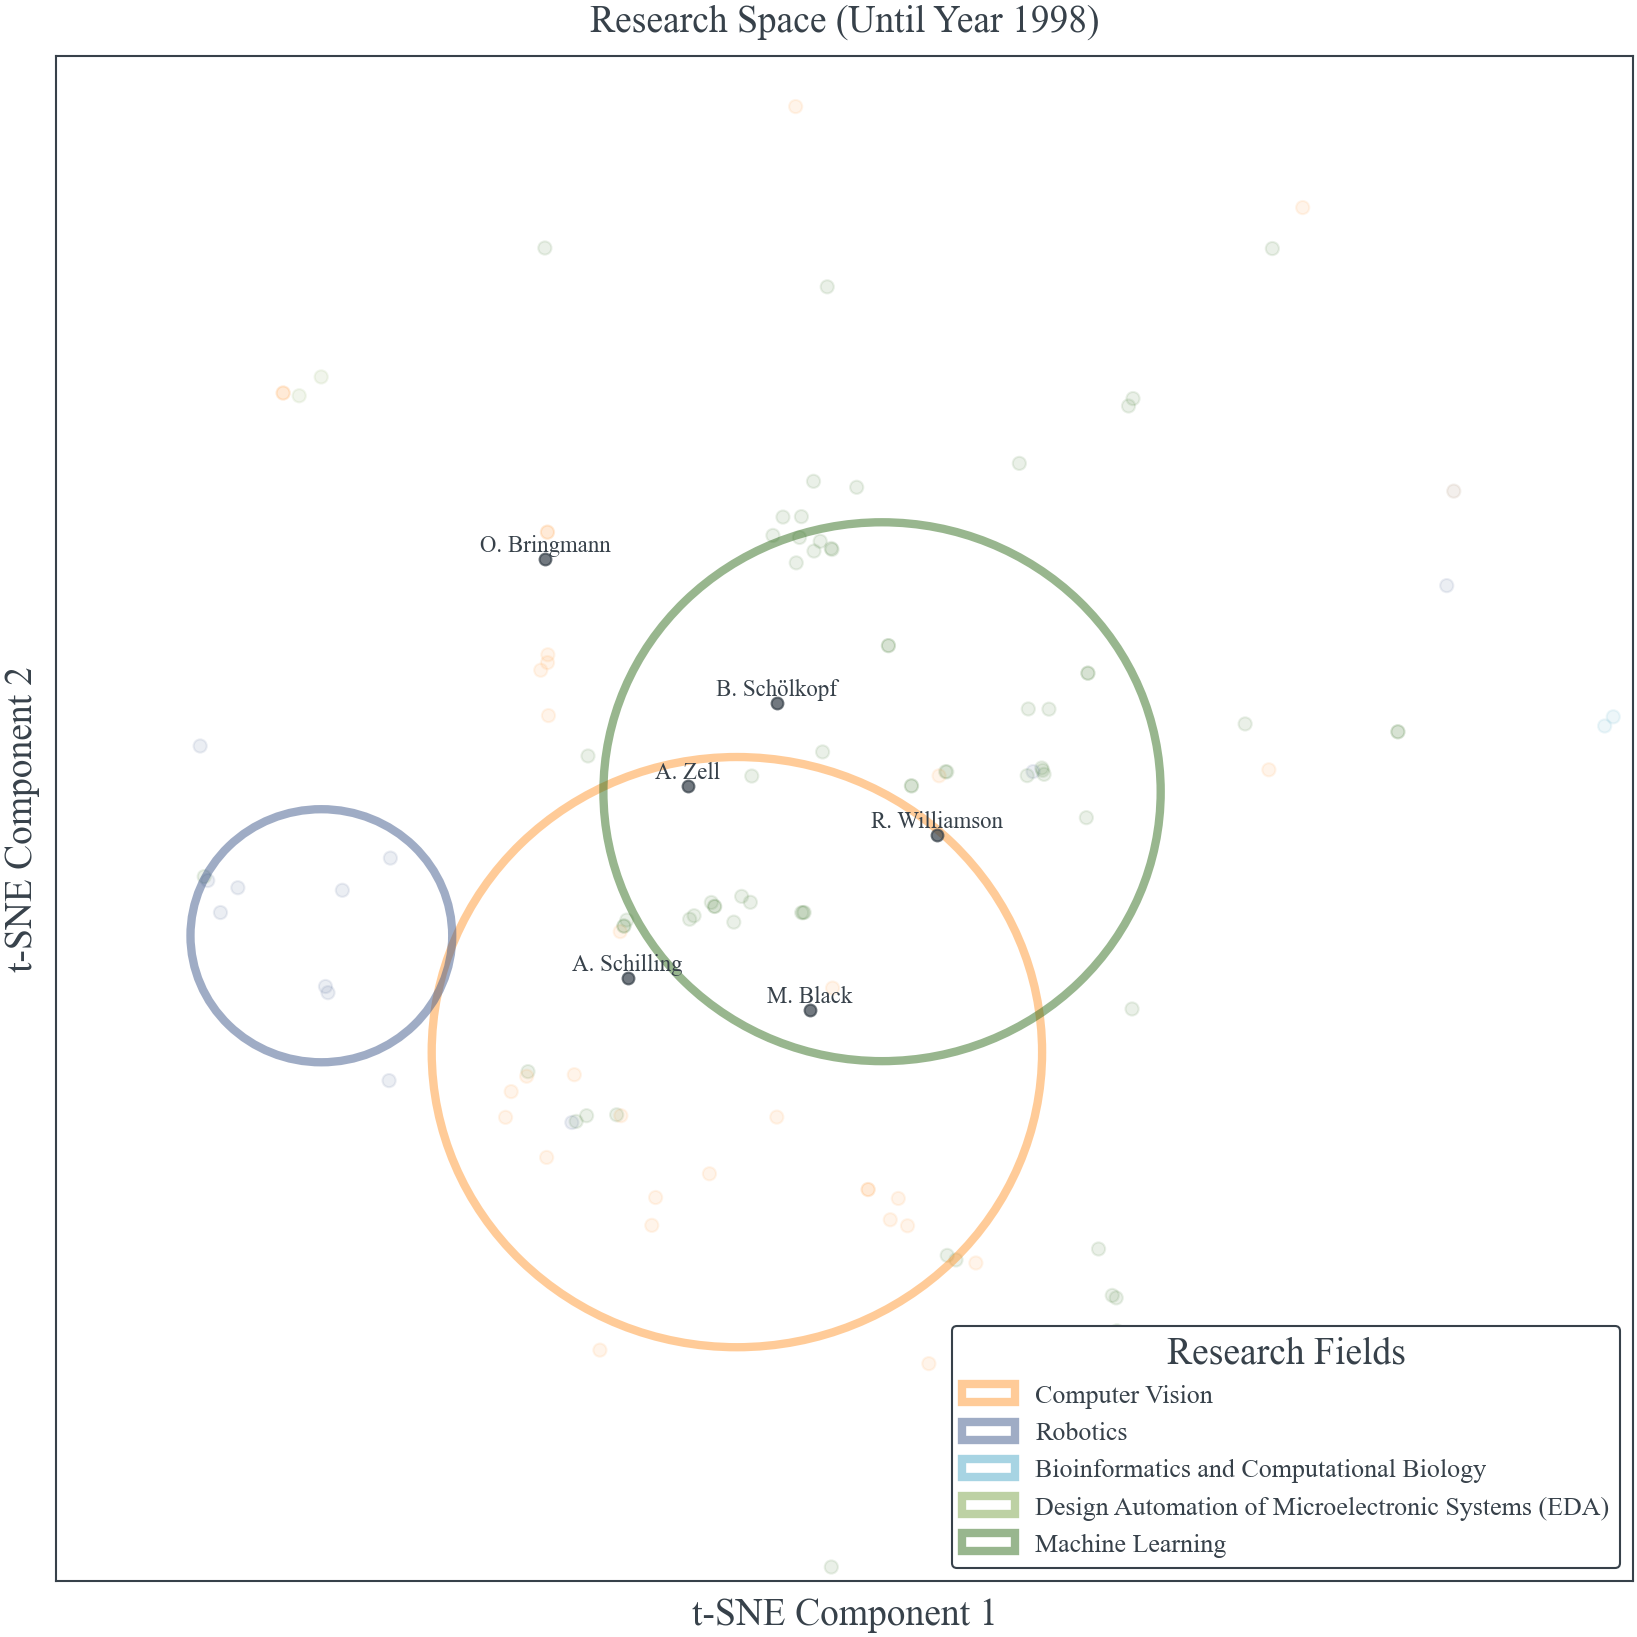 Research Space (Until Year 1998)
O. Bringmann
B. Schölkopf
A. Zell
R. Williamson
A. Schilling
M. Black
t-SNE Component 2
Research Fields
Computer Vision
Robotics
Bioinformatics and Computational Biology
Design Automation of Microelectronic Systems (EDA)
Machine Learning
t-SNE Component 1